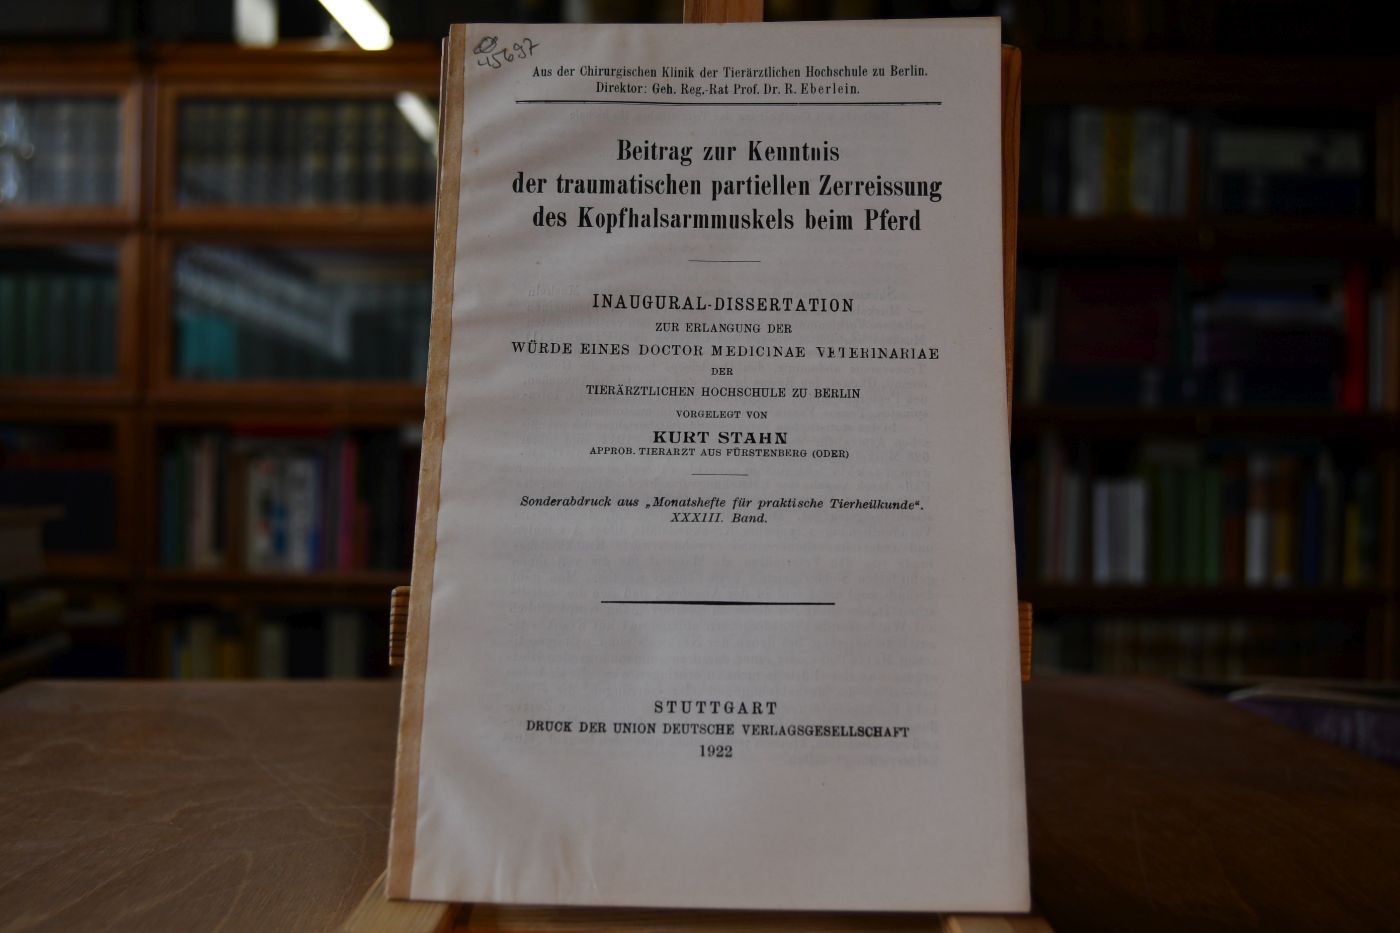 45697
Aus der Chirurgischen Klinik der Tierärztlichen Hochschule zu Berlin.
Direktor: Geh. Reg.-Rat Prof. Dr. R. Eberlein.
Beitrag zur Kenntnis
der traumatischen partiellen Zerreissung
des Kopfhalsarmmuskels beim Pferd
INAUGURAL-DISSERTATION
ZUR ERLANGUNG DER
WÜRDE EINES DOCTOR MEDICINAE VETERINARIAE
DER
TIERÄRZTLICHEN HOCHSCHULE ZU BERLIN
VORGELEGT VON
KURT STAHN
APPROB. TIERARZT AUS FÜRSTENBERG (ODER)
Sonderabdruck aus „Monatshefte für praktische Tierheilkunde“.
XXXIII. Band.
STUTTGART
DRUCK DER UNION DEUTSCHE VERLAGSGESELLSCHAFT
1922